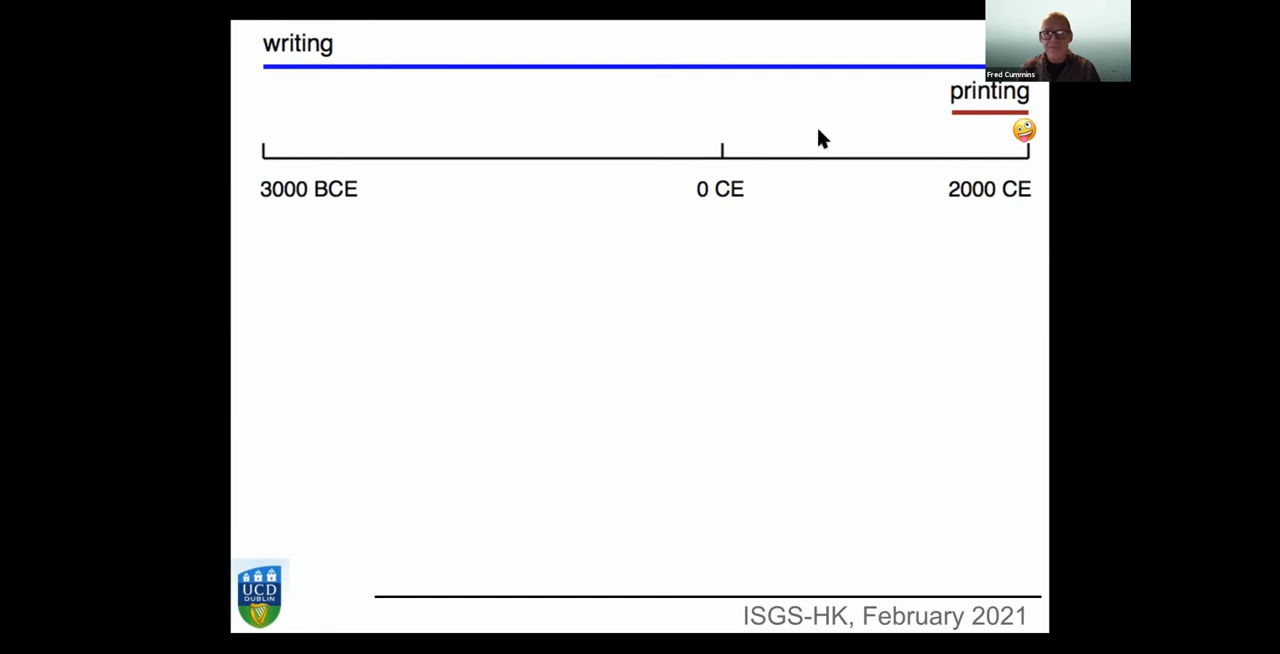 writing
Fred Cummins
printing
3000 BCE
0 CE
2000 CE
UCD
DUBLIN
ISGS-HK, February 2021